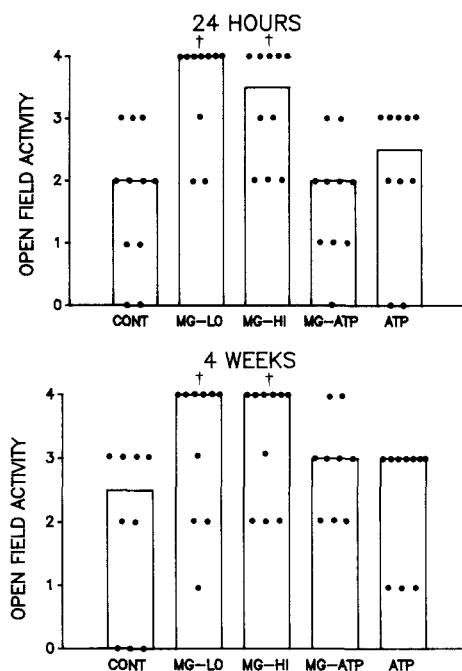 24 HOURS
† †
4
3
2
1
0
OPEN FIELD ACTIVITY
CONT MG-LO MG-HI MG-ATP ATP
4 WEEKS
† †
4
3
2
1
0
OPEN FIELD ACTIVITY
CONT MG-LO MG-HI MG-ATP ATP